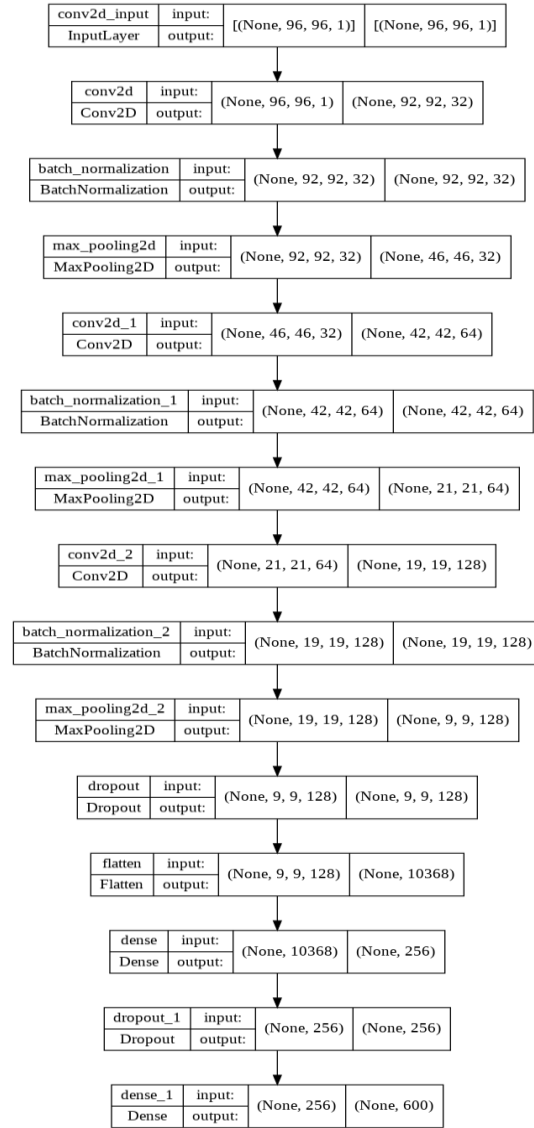 conv2d_input input: [(None, 96, 96, 1)] [(None, 96, 96, 1)]
InputLayer output:
conv2d input: (None, 96, 96, 1) (None, 92, 92, 32)
Conv2D output:
batch_normalization input: (None, 92, 92, 32) (None, 92, 92, 32)
BatchNormalization output:
max_pooling2d input: (None, 92, 92, 32) (None, 46, 46, 32)
MaxPooling2D output:
conv2d_1 input: (None, 46, 46, 32) (None, 42, 42, 64)
Conv2D output:
batch_normalization_1 input: (None, 42, 42, 64) (None, 42, 42, 64)
BatchNormalization output:
max_pooling2d_1 input: (None, 42, 42, 64) (None, 21, 21, 64)
MaxPooling2D output:
conv2d_2 input: (None, 21, 21, 64) (None, 19, 19, 128)
Conv2D output:
batch_normalization_2 input: (None, 19, 19, 128) (None, 19, 19, 128)
BatchNormalization output:
max_pooling2d_2 input: (None, 19, 19, 128) (None, 9, 9, 128)
MaxPooling2D output:
dropout input: (None, 9, 9, 128) (None, 9, 9, 128)
Dropout output:
flatten input: (None, 9, 9, 128) (None, 10368)
Flatten output:
dense input: (None, 10368) (None, 256)
Dense output:
dropout_1 input: (None, 256) (None, 256)
Dropout output:
dense_1 input: (None, 256) (None, 600)
Dense output: